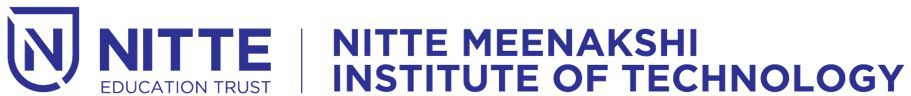 N NITTE
EDUCATION TRUST
NITTE MEENAKSHI
INSTITUTE OF TECHNOLOGY